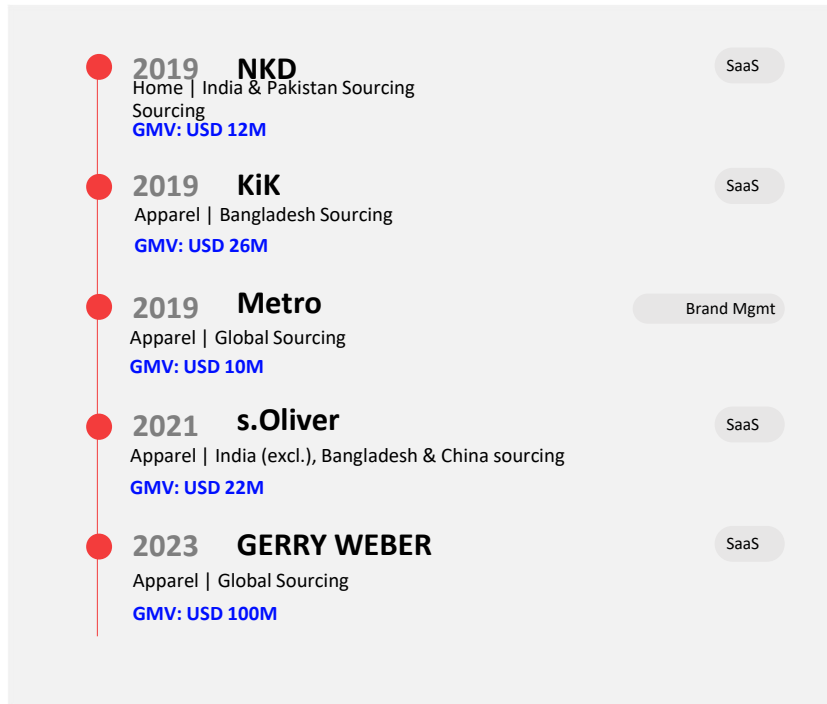 2019 NKD SaaS
Home | India & Pakistan Sourcing
Sourcing
GMV: USD 12M
2019 KiK SaaS
Apparel | Bangladesh Sourcing
GMV: USD 26M
2019 Metro Brand Mgmt
Apparel | Global Sourcing
GMV: USD 10M
2021 s.Oliver SaaS
Apparel | India (excl.), Bangladesh & China sourcing
GMV: USD 22M
2023 GERRY WEBER SaaS
Apparel | Global Sourcing
GMV: USD 100M